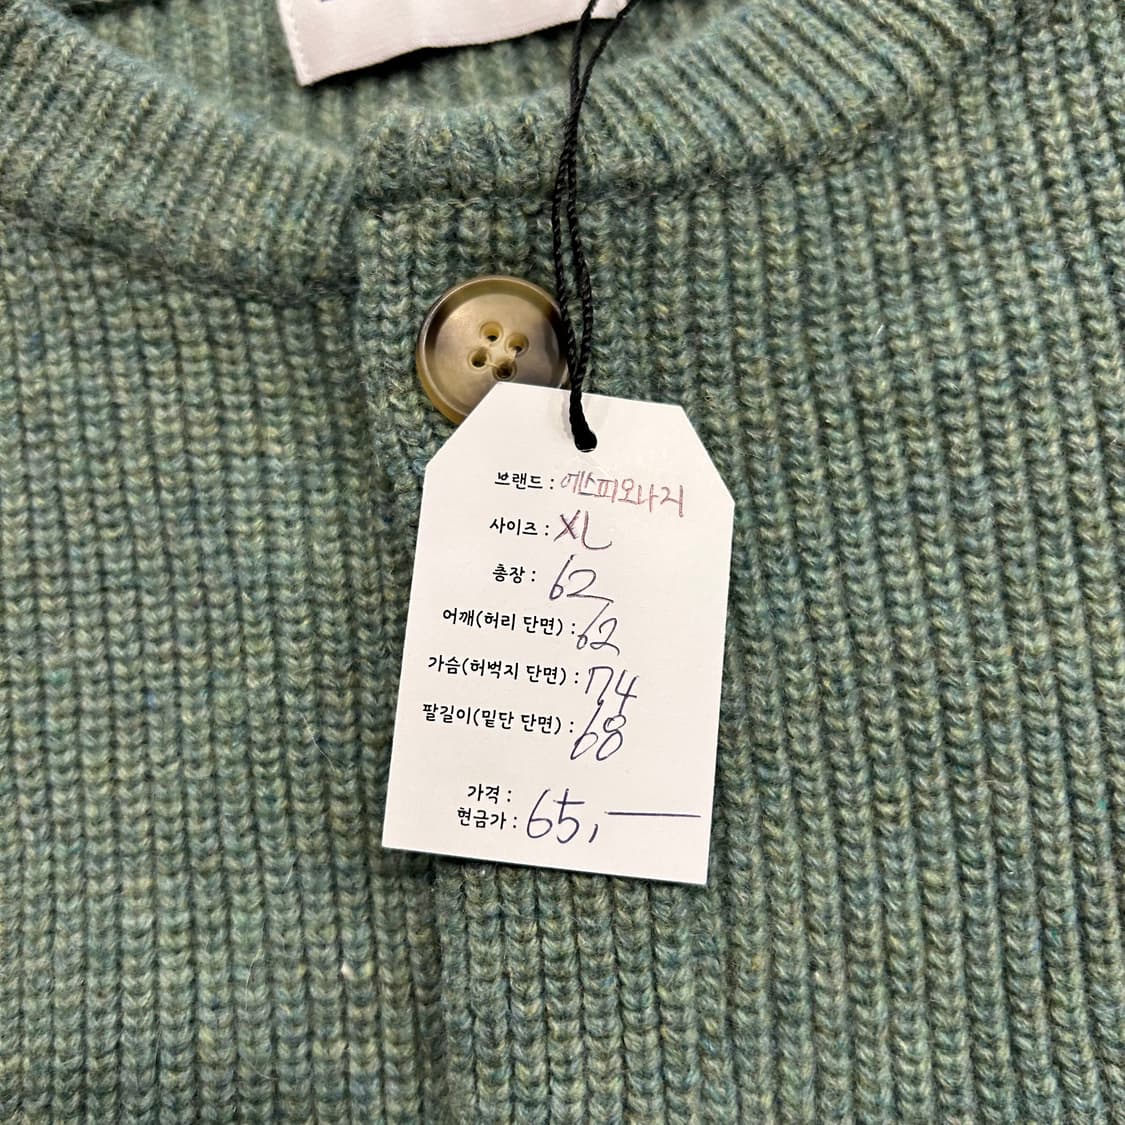 브랜드 : 에스피오나지
사이즈 : XL
총장 : 62
어깨(허리 단면) : 62
가슴(허벅지 단면) : 74
팔길이(밑단 단면) : 68
가격 :
현금가 : 65,—